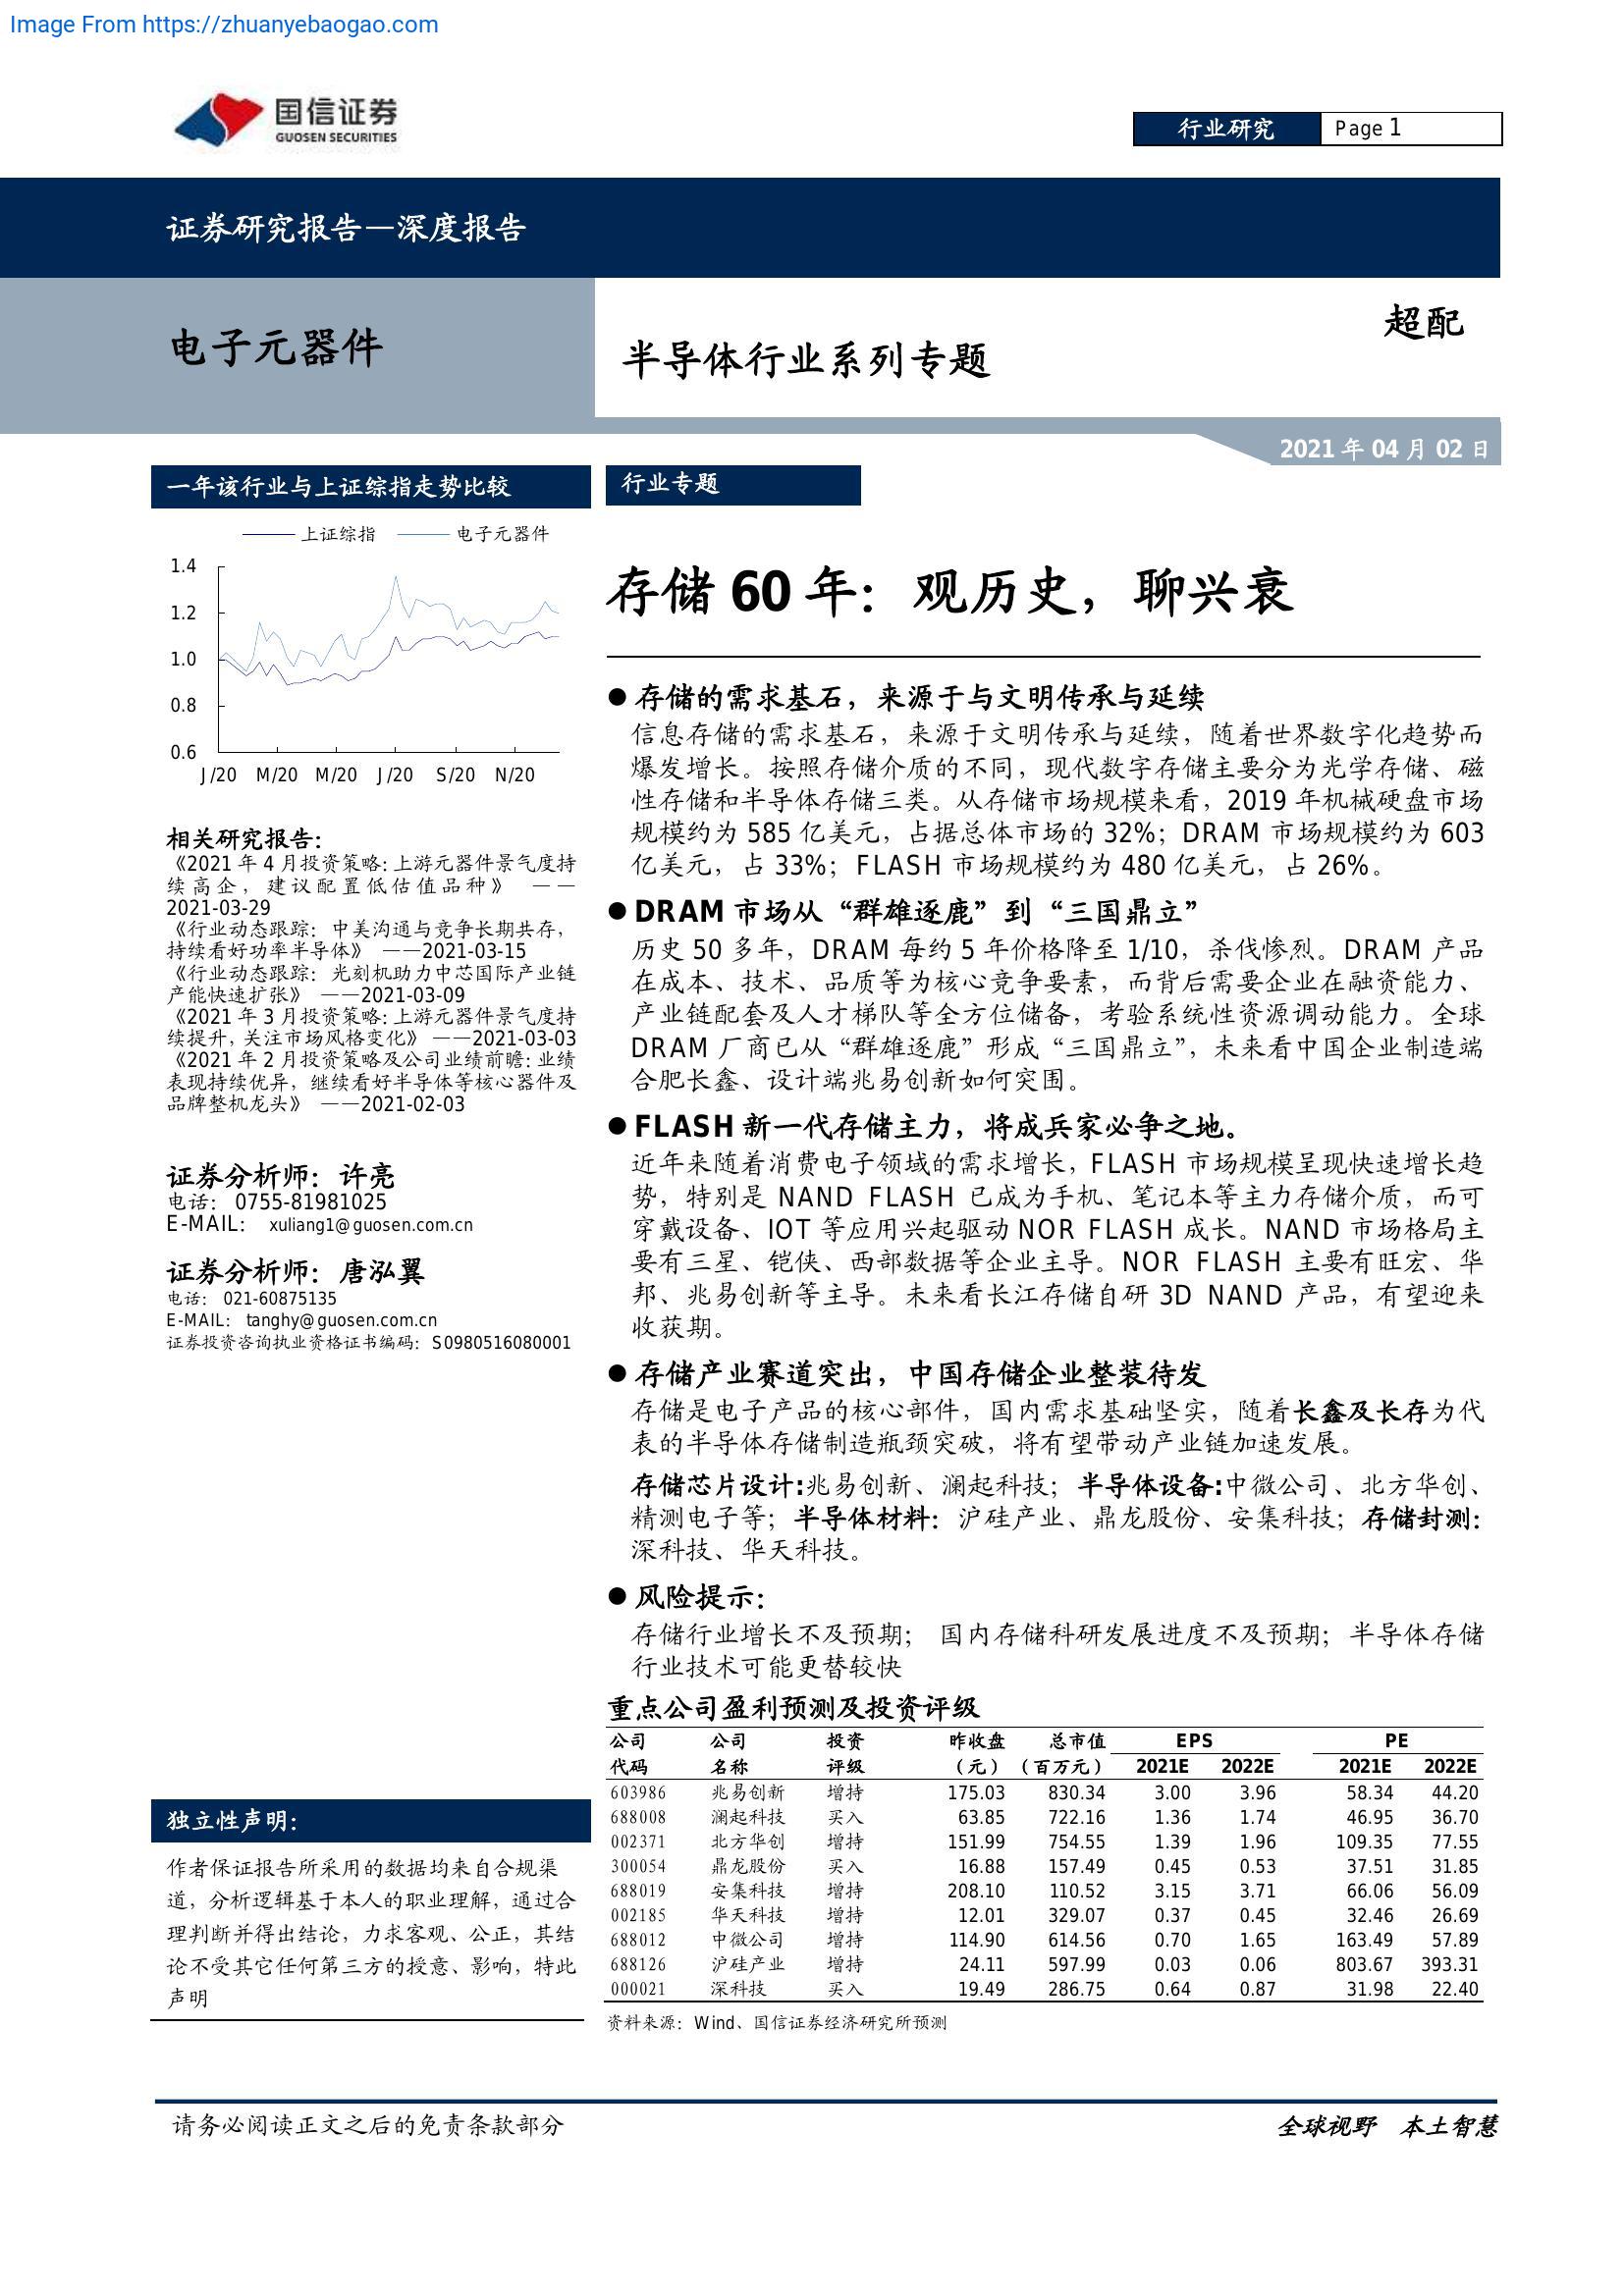 Image From https://zhuanyebaogao.com
国信证券
GUOSEN SECURITIES
行业研究
Page 1
证券研究报告—深度报告
电子元器件
半导体行业系列专题
超配
2021 年 04 月 02 日
一年该行业与上证综指走势比较
上证综指 电子元器件
1.4
1.2
1.0
0.8
0.6
J/20 M/20 M/20 J/20 S/20 N/20
相关研究报告:
《2021 年 4 月投资策略:上游元器件景气度持
续高企，建议配置低估值品种》 ——
2021-03-29
《行业动态跟踪：中美沟通与竞争长期共存，
持续看好功率半导体》 ——2021-03-15
《行业动态跟踪：光刻机助力中芯国际产业链
产能快速扩张》 ——2021-03-09
《2021 年 3 月投资策略:上游元器件景气度持
续提升,关注市场风格变化》 ——2021-03-03
《2021 年 2 月投资策略及公司业绩前瞻:业绩
表现持续优异，继续看好半导体等核心器件及
品牌整机龙头》 ——2021-02-03
证券分析师：许亮
电话： 0755-81981025
E-MAIL： xuliang1@guosen.com.cn
证券分析师：唐泓翼
电话： 021-60875135
E-MAIL： tanghy@guosen.com.cn
证券投资咨询执业资格证书编码：S0980516080001
独立性声明：
作者保证报告所采用的数据均来自合规渠
道，分析逻辑基于本人的职业理解，通过合
理判断并得出结论，力求客观、公正，其结
论不受其它任何第三方的授意、影响，特此
声明
行业专题
存储 60 年：观历史，聊兴衰
● 存储的需求基石，来源于与文明传承与延续
信息存储的需求基石，来源于文明传承与延续，随着世界数字化趋势而
爆发增长。按照存储介质的不同，现代数字存储主要分为光学存储、磁
性存储和半导体存储三类。从存储市场规模来看，2019 年机械硬盘市场
规模约为 585 亿美元，占据总体市场的 32%；DRAM 市场规模约为 603
亿美元，占 33%；FLASH 市场规模约为 480 亿美元，占 26%。
● DRAM 市场从“群雄逐鹿”到“三国鼎立”
历史 50 多年，DRAM 每约 5 年价格降至 1/10，杀伐惨烈。DRAM 产品
在成本、技术、品质等为核心竞争要素，而背后需要企业在融资能力、
产业链配套及人才梯队等全方位储备，考验系统性资源调动能力。全球
DRAM 厂商已从“群雄逐鹿”形成“三国鼎立”，未来看中国企业制造端
合肥长鑫、设计端兆易创新如何突围。
● FLASH 新一代存储主力，将成兵家必争之地。
近年来随着消费电子领域的需求增长，FLASH 市场规模呈现快速增长趋
势，特别是 NAND FLASH 已成为手机、笔记本等主力存储介质，而可
穿戴设备、IOT 等应用兴起驱动 NOR FLASH 成长。NAND 市场格局主
要有三星、铠侠、西部数据等企业主导。NOR FLASH 主要有旺宏、华
邦、兆易创新等主导。未来看长江存储自研 3D NAND 产品，有望迎来
收获期。
● 存储产业赛道突出，中国存储企业整装待发
存储是电子产品的核心部件，国内需求基础坚实，随着长鑫及长存为代
表的半导体存储制造瓶颈突破，将有望带动产业链加速发展。
存储芯片设计:兆易创新、澜起科技；半导体设备:中微公司、北方华创、
精测电子等；半导体材料：沪硅产业、鼎龙股份、安集科技；存储封测：
深科技、华天科技。
● 风险提示：
存储行业增长不及预期； 国内存储科研发展进度不及预期；半导体存储
行业技术可能更替较快
重点公司盈利预测及投资评级
公司 公司 投资 昨收盘 总市值 EPS PE
代码 名称 评级 （元） （百万元） 2021E 2022E 2021E 2022E
603986 兆易创新 增持 175.03 830.34 3.00 3.96 58.34 44.20
688008 澜起科技 买入 63.85 722.16 1.36 1.74 46.95 36.70
002371 北方华创 增持 151.99 754.55 1.39 1.96 109.35 77.55
300054 鼎龙股份 买入 16.88 157.49 0.45 0.53 37.51 31.85
688019 安集科技 增持 208.10 110.52 3.15 3.71 66.06 56.09
002185 华天科技 增持 12.01 329.07 0.37 0.45 32.46 26.69
688012 中微公司 增持 114.90 614.56 0.70 1.65 163.49 57.89
688126 沪硅产业 增持 24.11 597.99 0.03 0.06 803.67 393.31
000021 深科技 买入 19.49 286.75 0.64 0.87 31.98 22.40
资料来源：Wind、国信证券经济研究所预测
请务必阅读正文之后的免责条款部分
全球视野 本土智慧